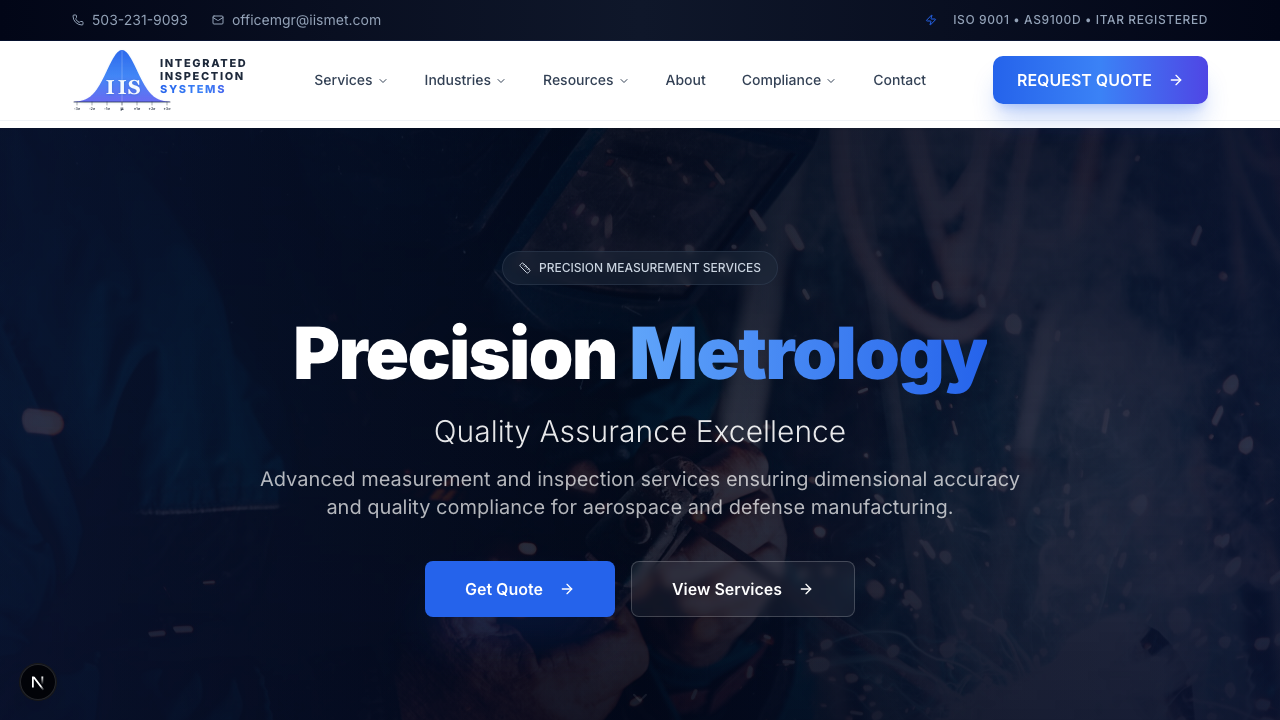 503-231-9093
officemgr@iismet.com
ISO 9001 • AS9100D • ITAR REGISTERED
IIS
INTEGRATED
INSPECTION
SYSTEMS
Services
Industries
Resources
About
Compliance
Contact
REQUEST QUOTE
PRECISION MEASUREMENT SERVICES
Precision Metrology
Quality Assurance Excellence
Advanced measurement and inspection services ensuring dimensional accuracy
and quality compliance for aerospace and defense manufacturing.
Get Quote
View Services
N